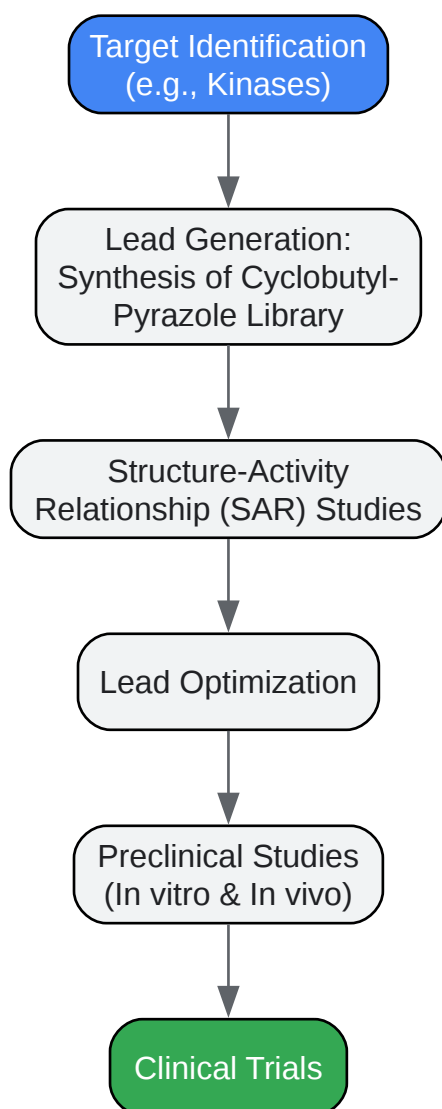 Target Identification
(e.g., Kinases)
Lead Generation:
Synthesis of Cyclobutyl-
Pyrazole Library
Structure-Activity
Relationship (SAR) Studies
Lead Optimization
Preclinical Studies
(In vitro & In vivo)
Clinical Trials